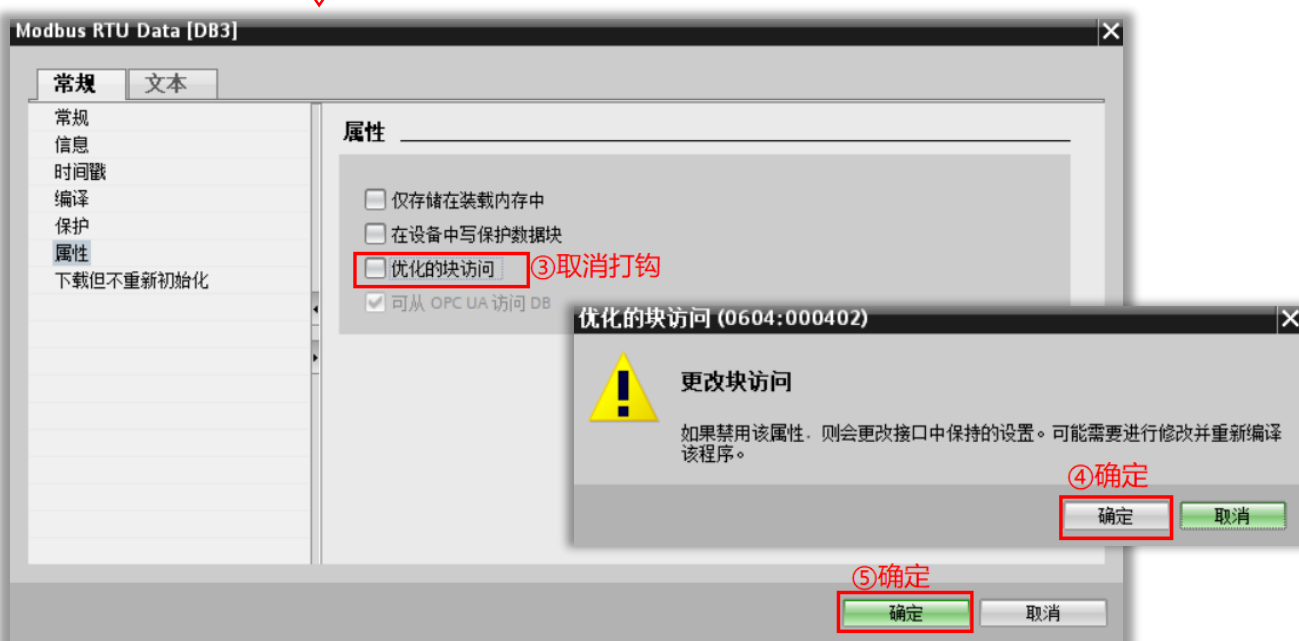 Modbus RTU Data [DB3]
常规
文本
常规
信息
时间戳
编译
保护
属性
下载但不重新初始化
属性
仅存储在装载内存中
在设备中写保护数据块
优化的块访问
③取消打钩
可从 OPC UA 访问 DB
优化的块访问 (0604:000402)
更改块访问
如果禁用该属性，则会更改接口中保持的设置。可能需要进行修改并重新编译
该程序。
④确定
确定
取消
⑤确定
确定
取消